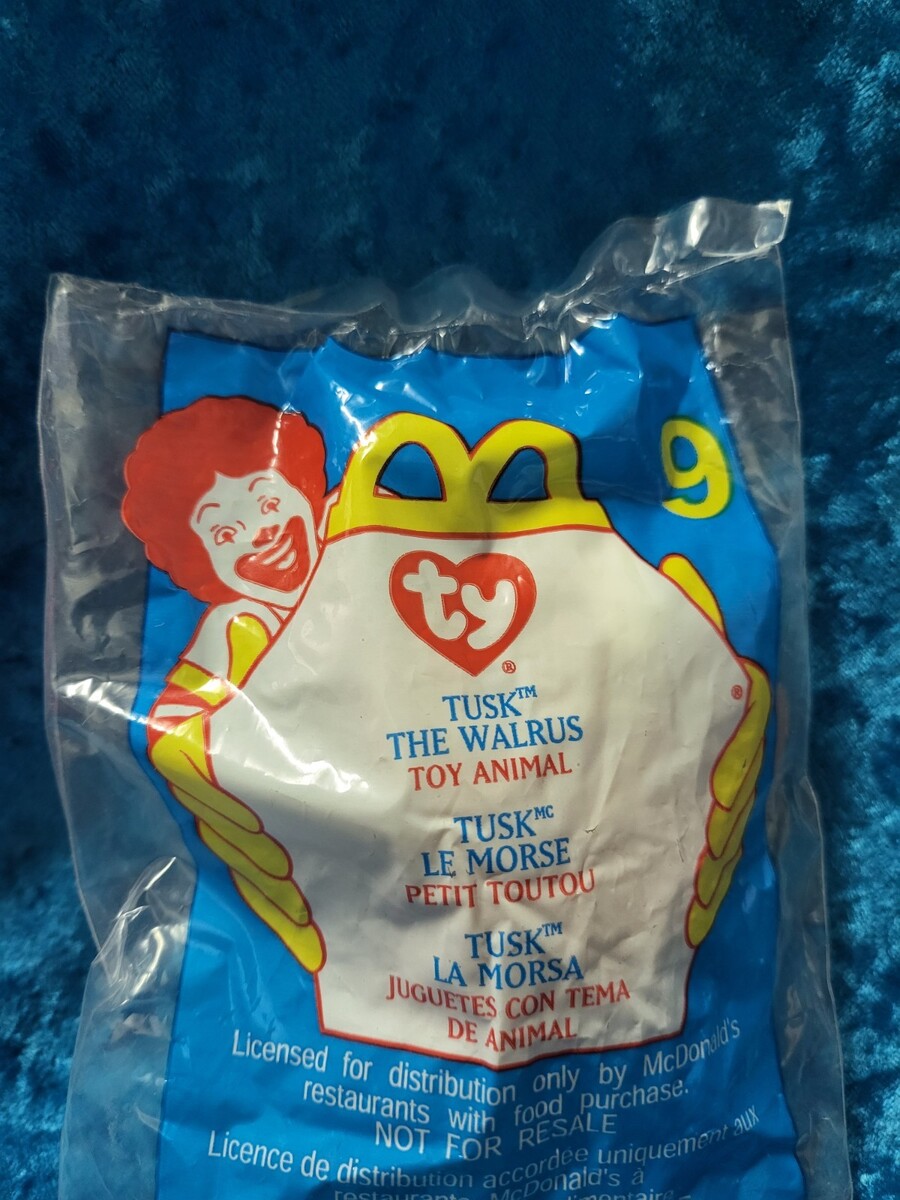 9
ty®
TUSK™
THE WALRUS
TOY ANIMAL
®
TUSKMC
LE MORSE
PETIT TOUTOU
TUSK™
LA MORSA
JUGUETES CON TEMA
DE ANIMAL
Licensed for distribution only by McDonald's
restaurants with food purchase.
NOT FOR RESALE
Licence de distribution accordée uniquement aux
restaurants McDonald's à